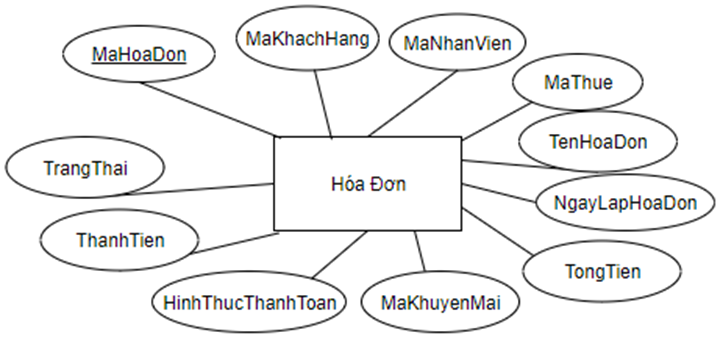 MaHoaDon
MaKhachHang
MaNhanVien
MaThue
TenHoaDon
TrangThai
Hóa Đơn
NgayLapHoaDon
ThanhTien
TongTien
HinhThucThanhToan
MaKhuyenMai